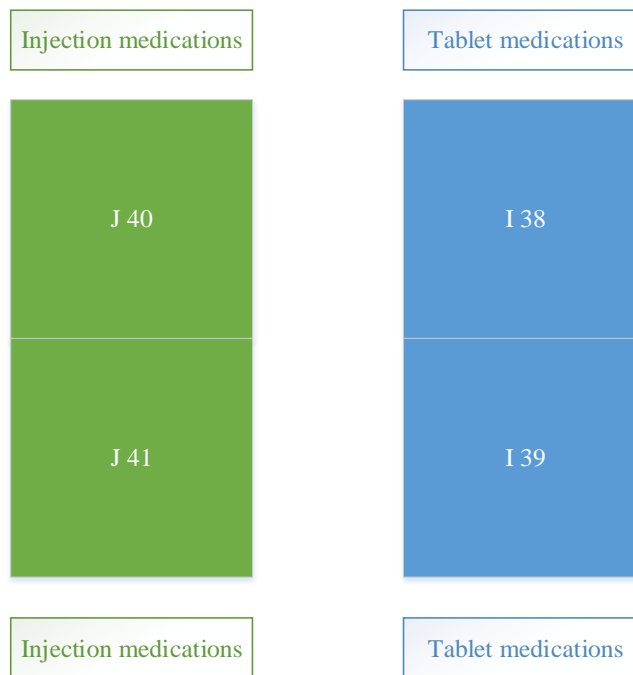 Injection medications
Tablet medications
J 40
I 38
J 41
I 39
Injection medications
Tablet medications